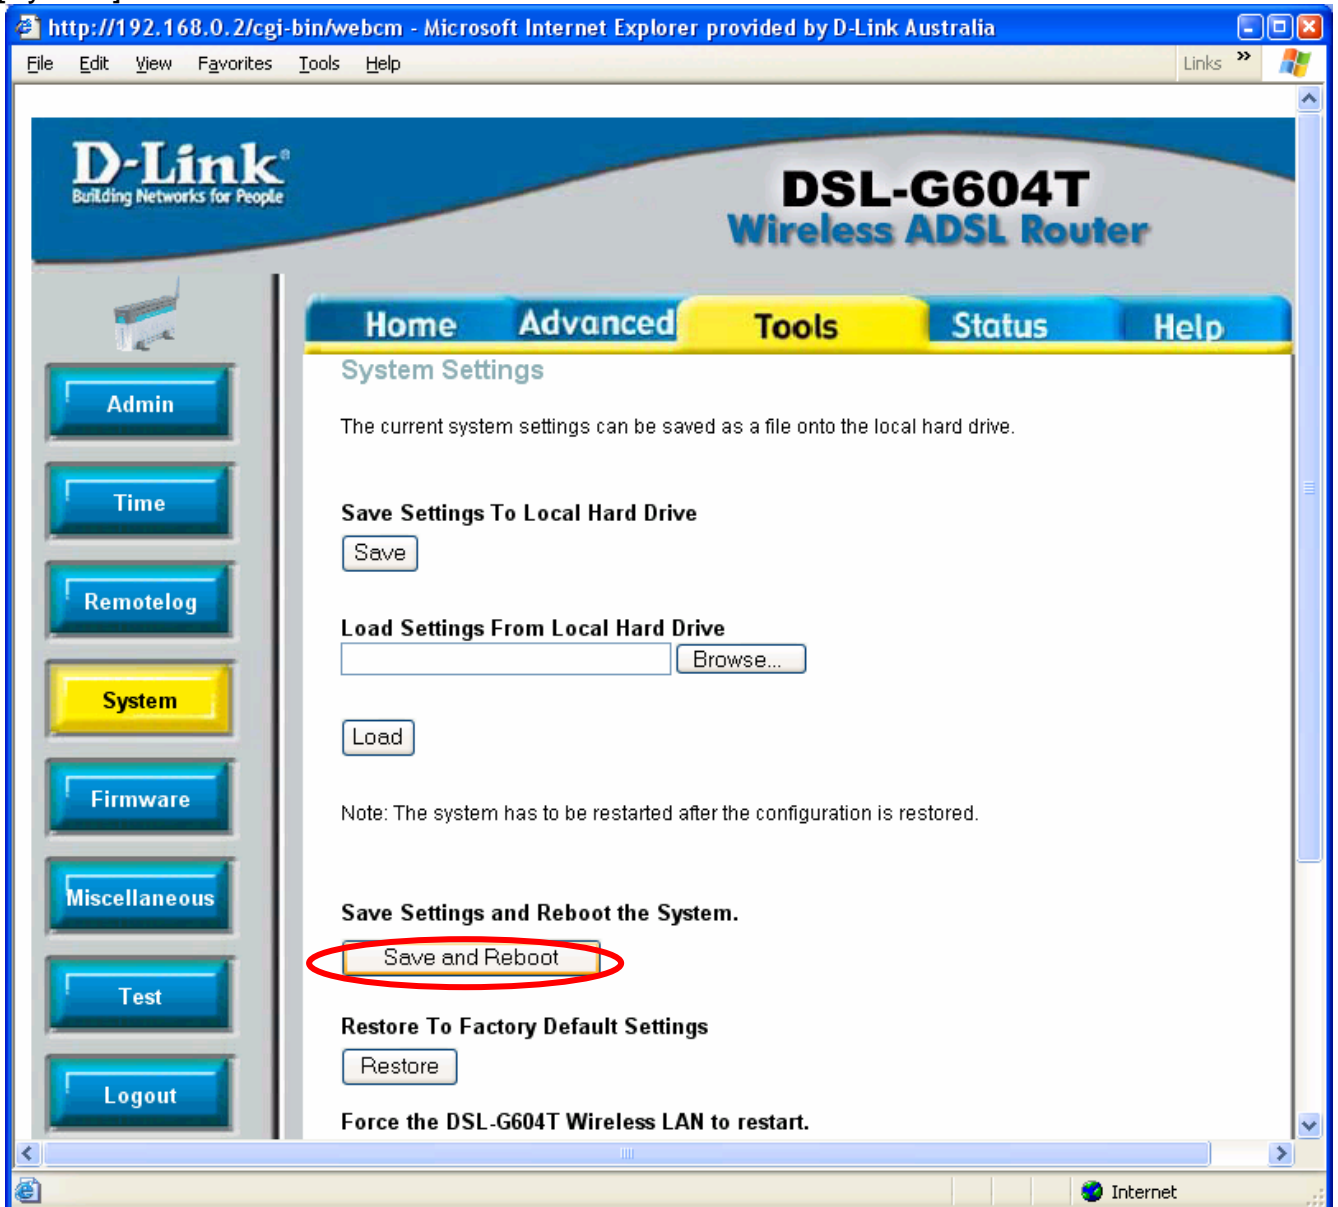 http://192.168.0.2/cgi-bin/webcm - Microsoft Internet Explorer provided by D-Link Australia
File Edit View Favorites Tools Help Links »
D-Link®
Building Networks for People
DSL-G604T
Wireless ADSL Router
Home Advanced Tools Status Help
System Settings
Admin
The current system settings can be saved as a file onto the local hard drive.
Time
Save Settings To Local Hard Drive
Save
Remotelog
Load Settings From Local Hard Drive
Browse...
System
Load
Firmware
Note: The system has to be restarted after the configuration is restored.
Miscellaneous
Save Settings and Reboot the System.
Save and Reboot
Test
Restore To Factory Default Settings
Restore
Logout
Force the DSL-G604T Wireless LAN to restart.
Internet